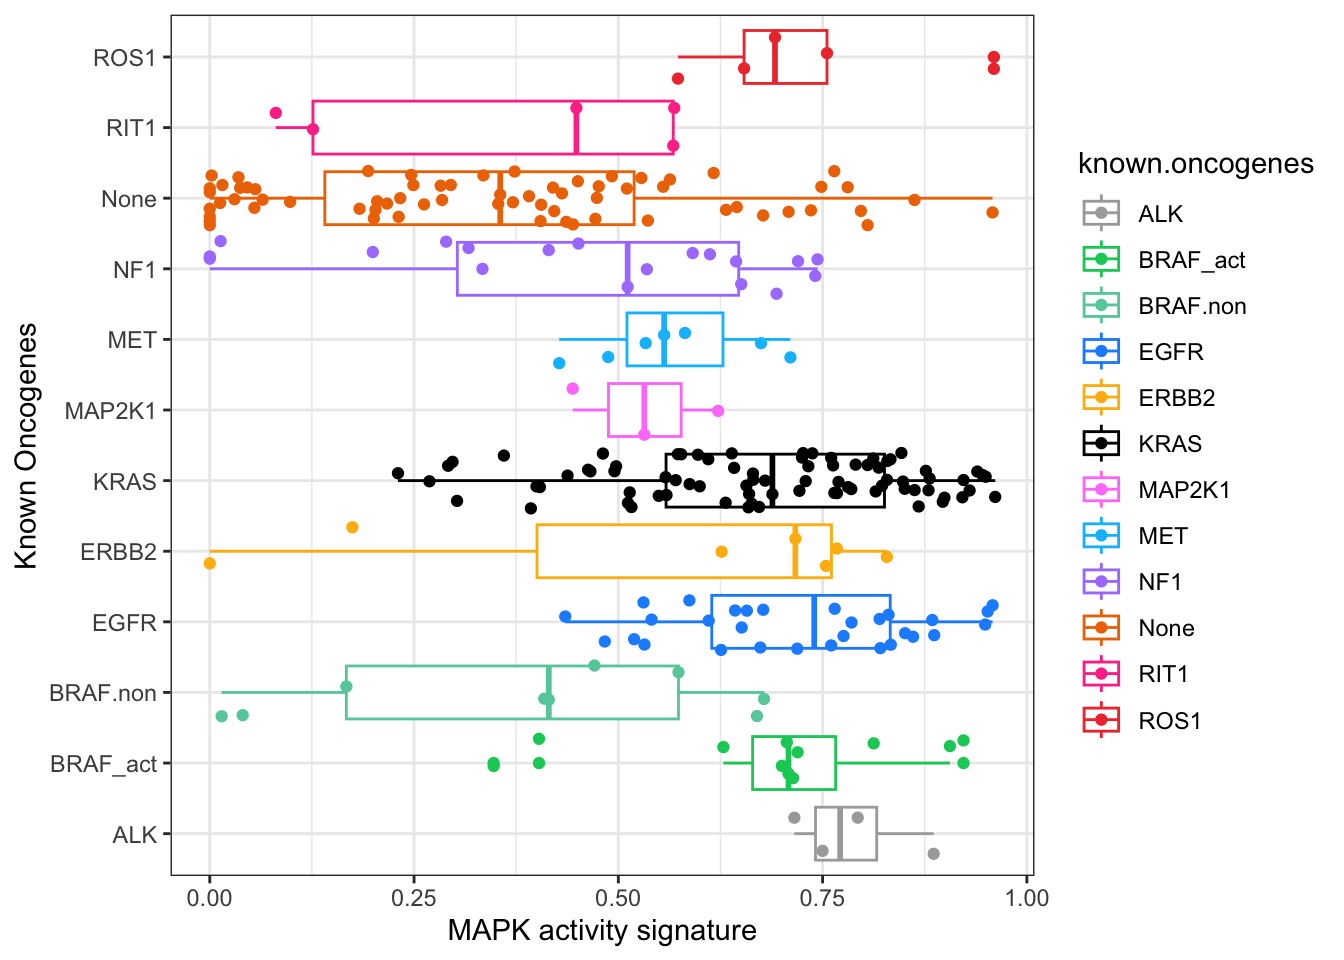 Known Oncogenes
ROS1
RIT1
None
NF1
MET
MAP2K1
KRAS
ERBB2
EGFR
BRAF.non
BRAF_act
ALK
0.00 0.25 0.50 0.75 1.00
MAPK activity signature
known.oncogenes
ALK
BRAF_act
BRAF.non
EGFR
ERBB2
KRAS
MAP2K1
MET
NF1
None
RIT1
ROS1